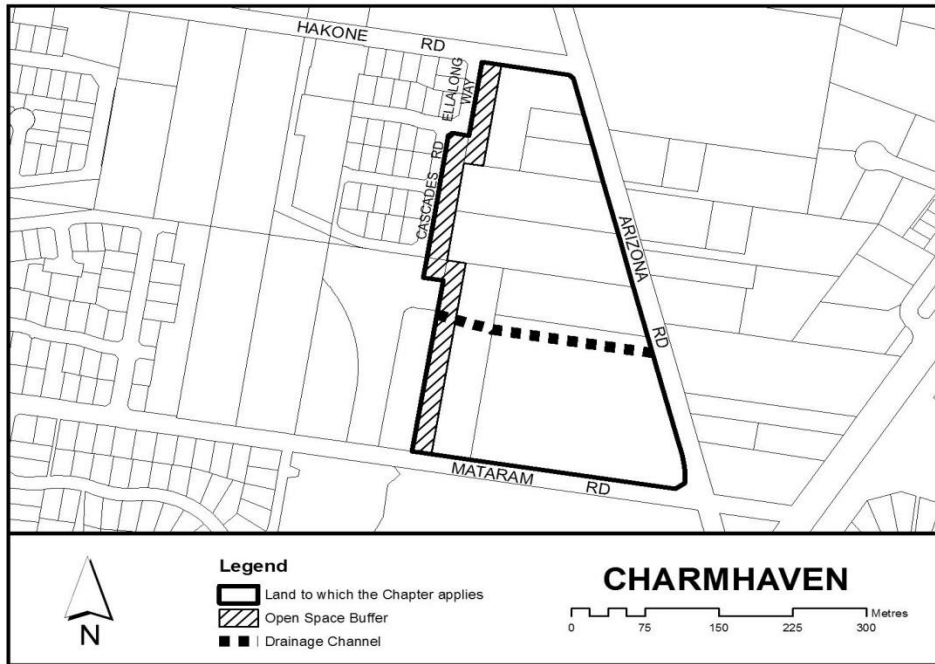 HAKONE RD
ELLALONG
WAY
CASCADES RD
ARIZONA RD
MATARAM RD
N
Legend
Land to which the Chapter applies
Open Space Buffer
Drainage Channel
CHARMHAVEN
Metres
0 75 150 225 300